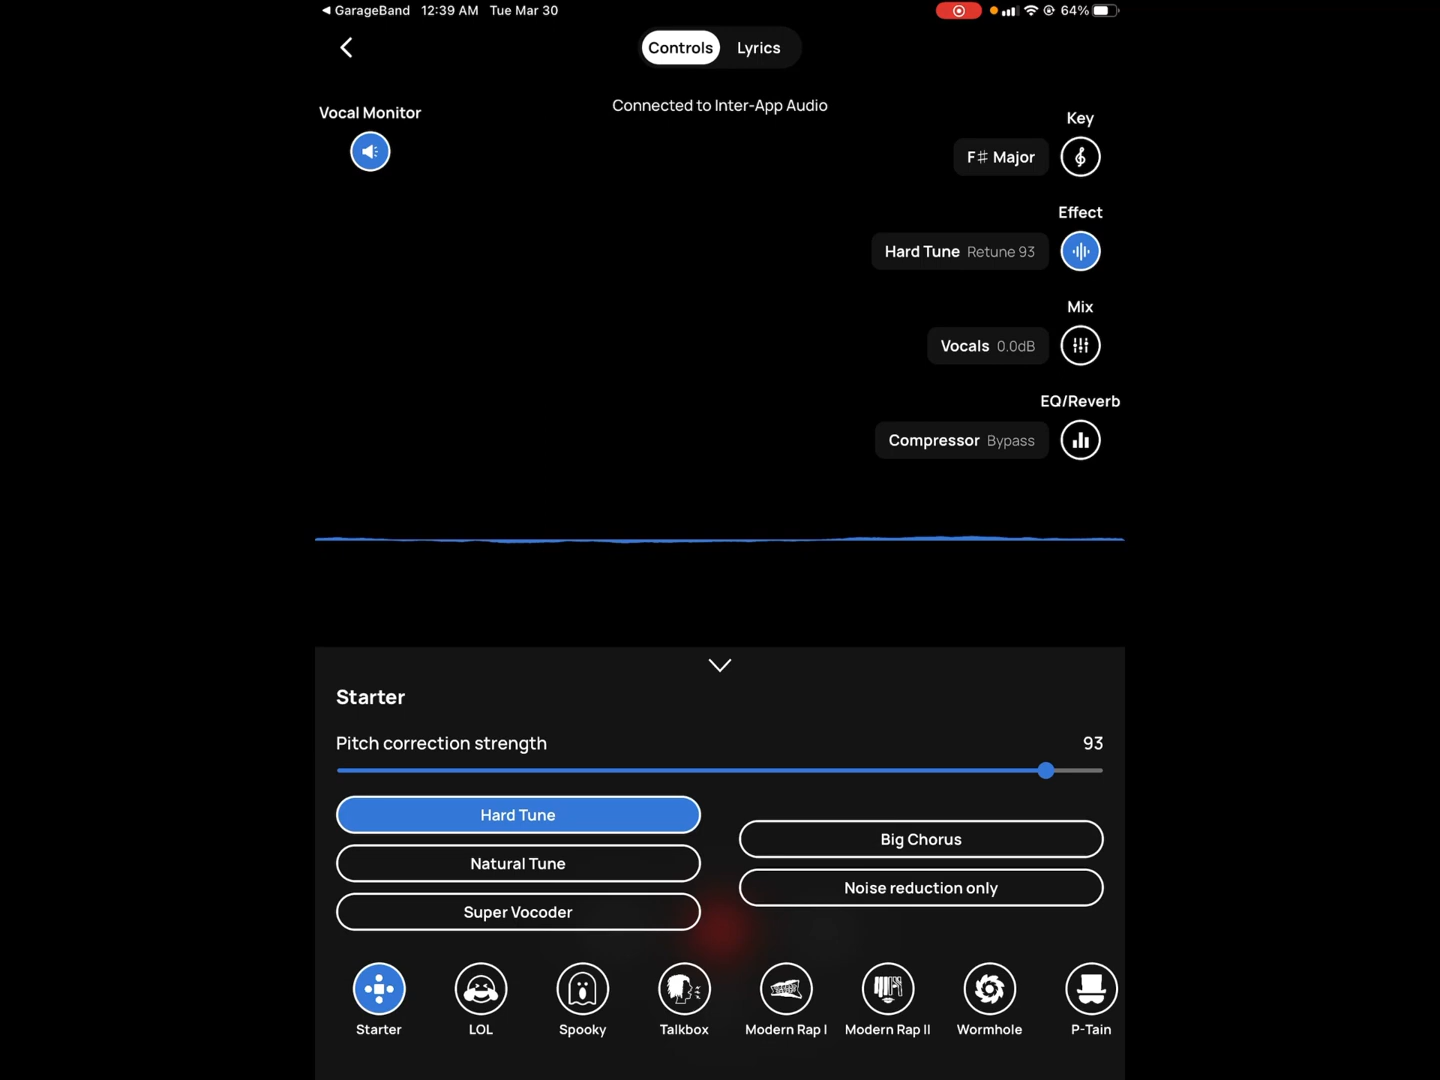 GarageBand 12:39 AM Tue Mar 30 64%
Controls Lyrics
Connected to Inter-App Audio
Vocal Monitor
Key
F♯ Major
Effect
Hard Tune Retune 93
Mix
Vocals 0.0dB
EQ/Reverb
Compressor Bypass
Starter
Pitch correction strength 93
Hard Tune
Natural Tune
Super Vocoder
Big Chorus
Noise reduction only
Starter LOL Spooky Talkbox Modern Rap I Modern Rap II Wormhole P-Tain